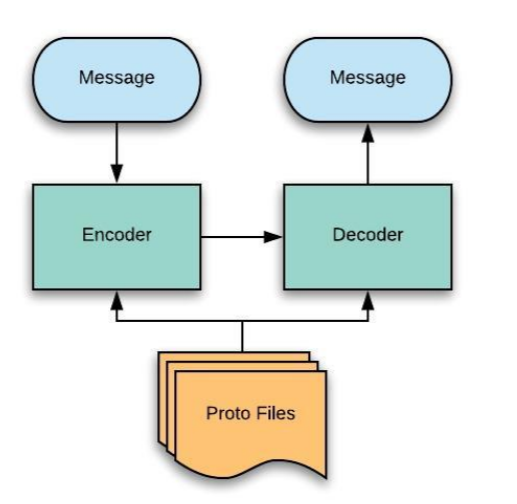 Message
Message
Encoder
Decoder
Proto Files